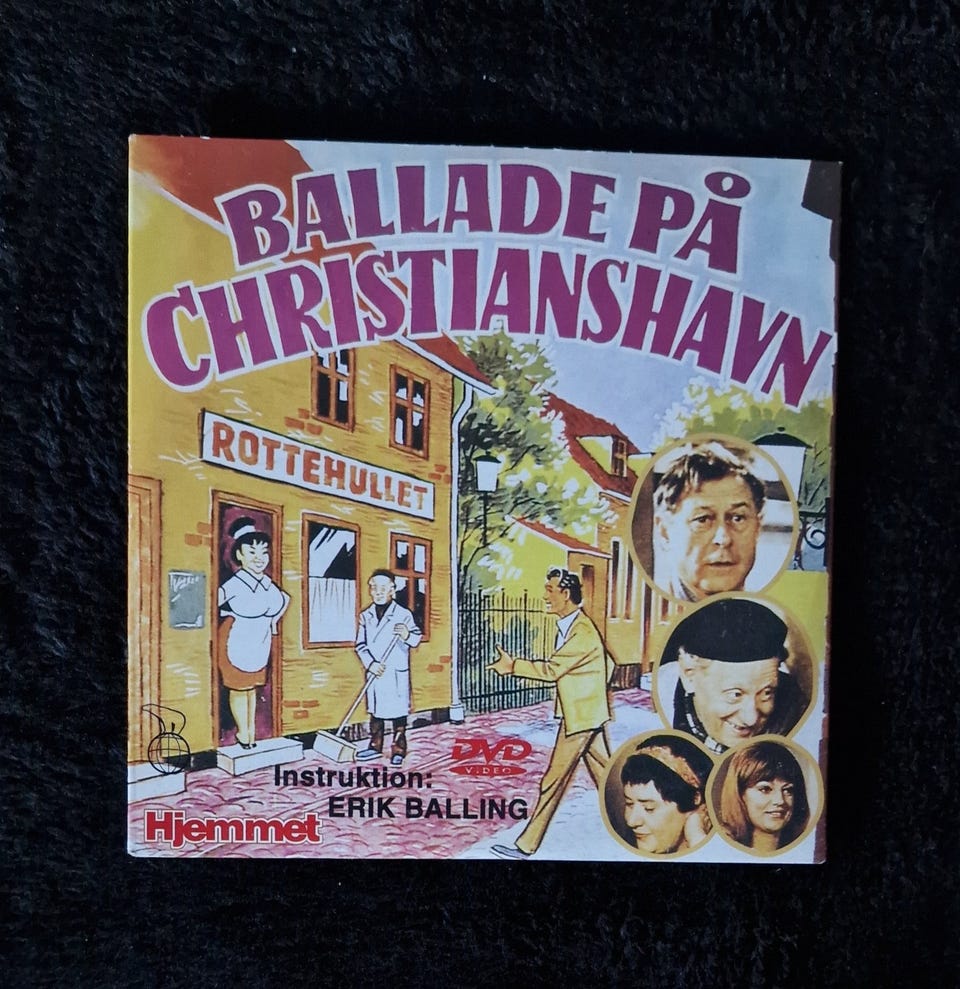 BALLADE PÅ
CHRISTIANSHAVN
ROTTEHULLET
Instruktion:
ERIK BALLING
DVD
VIDEO
Hjemmet